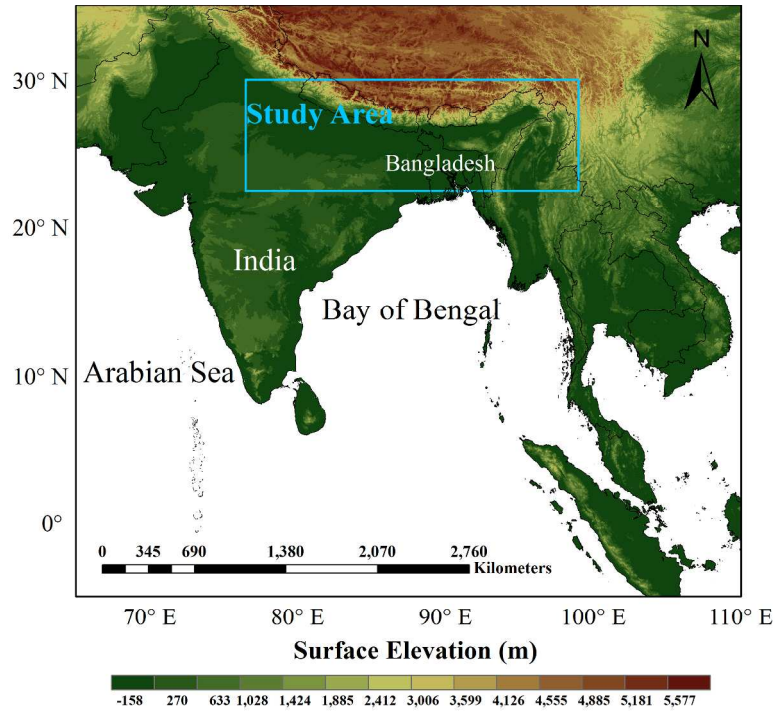 N
30° N
Study Area
Bangladesh
20° N
India
Bay of Bengal
10° N
Arabian Sea
0°
0 345 690 1,380 2,070 2,760
Kilometers
70° E 80° E 90° E 100° E 110° E
Surface Elevation (m)
-158 270 633 1,028 1,424 1,885 2,412 3,006 3,599 4,126 4,555 4,885 5,181 5,577